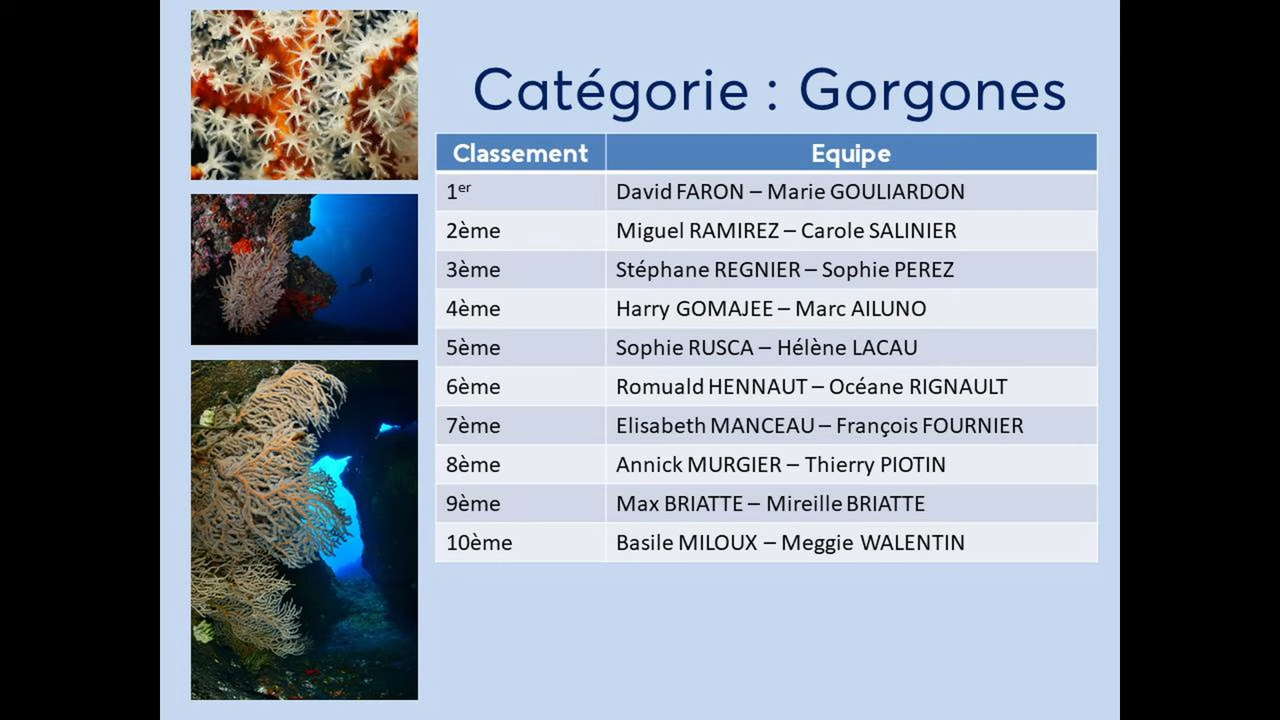 Catégorie : Gorgones
Classement Equipe
1er David FARON – Marie GOULIARDON
2ème Miguel RAMIREZ – Carole SALINIER
3ème Stéphane REGNIER – Sophie PEREZ
4ème Harry GOMAJEE – Marc AILUNO
5ème Sophie RUSCA – Hélène LACAU
6ème Romuald HENNAUT – Océane RIGNAULT
7ème Elisabeth MANCEAU – François FOURNIER
8ème Annick MURGIER – Thierry PIOTIN
9ème Max BRIATTE – Mireille BRIATTE
10ème Basile MILOUX – Meggie WALENTIN